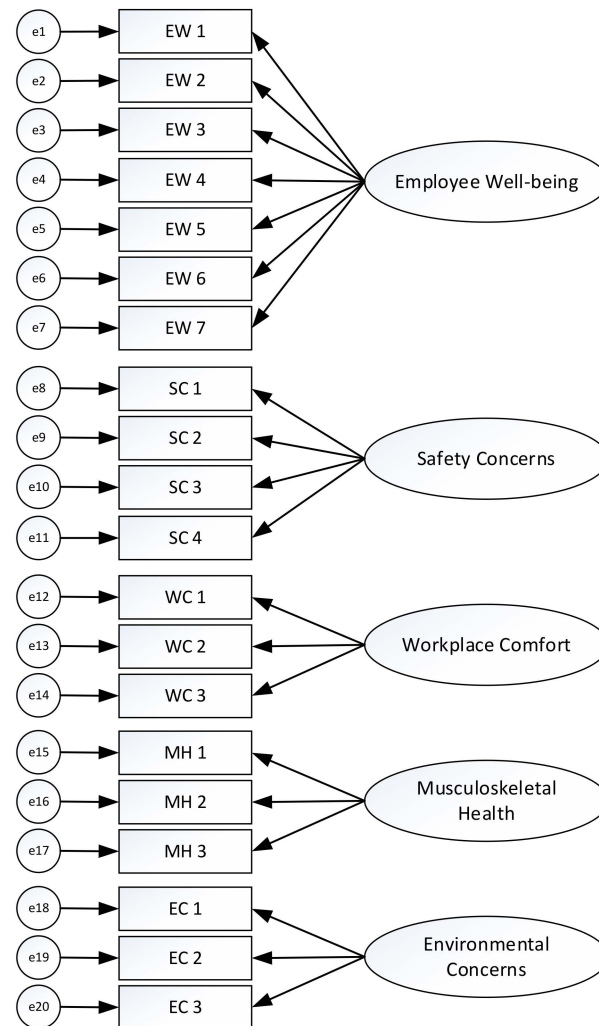 e1 EW 1
e2 EW 2
e3 EW 3
e4 EW 4
Employee Well-being
e5 EW 5
e6 EW 6
e7 EW 7
e8 SC 1
e9 SC 2
Safety Concerns
e10 SC 3
e11 SC 4
e12 WC 1
e13 WC 2
Workplace Comfort
e14 WC 3
e15 MH 1
e16 MH 2
Musculoskeletal
Health
e17 MH 3
e18 EC 1
e19 EC 2
Environmental
Concerns
e20 EC 3